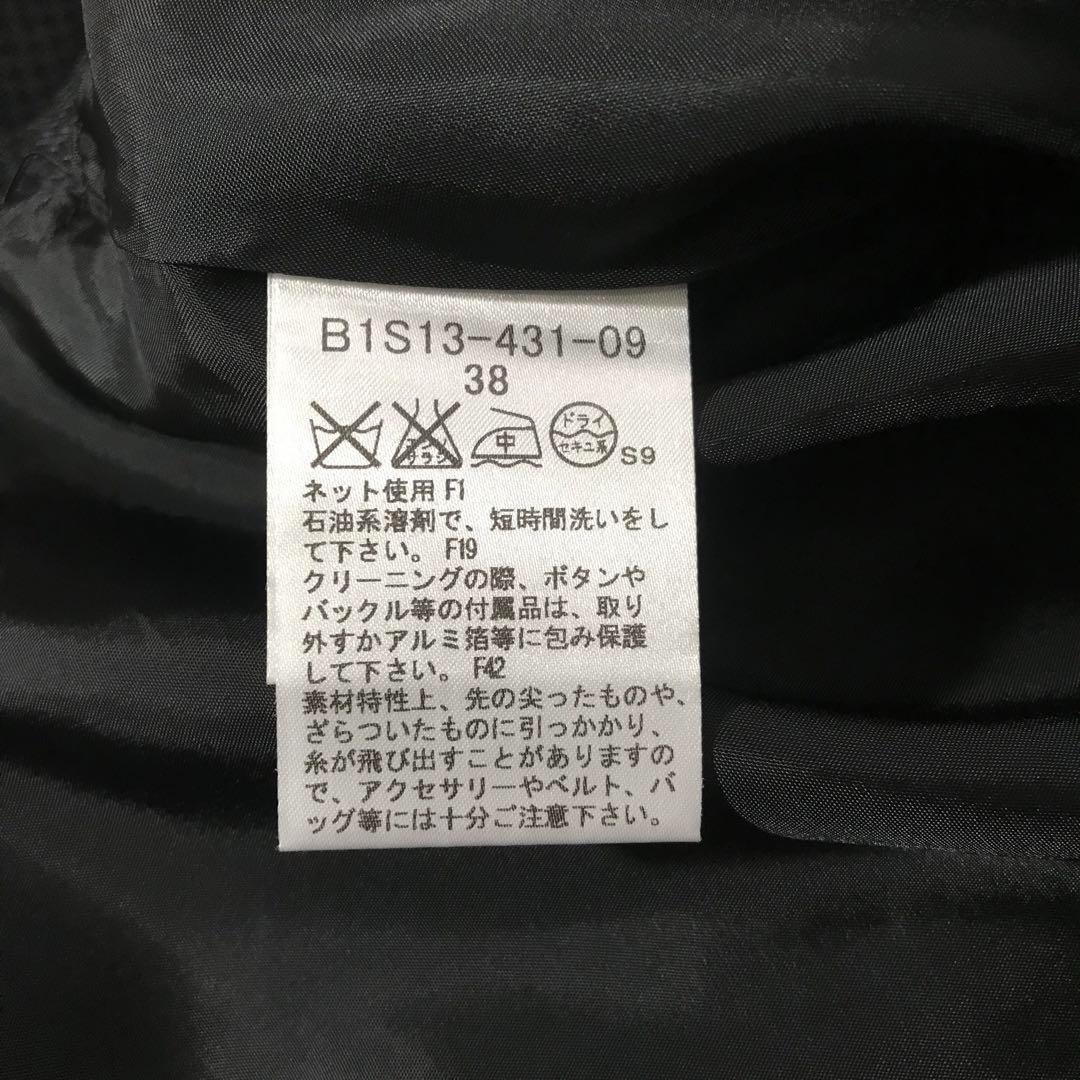 B1S13-431-09
38
エンソ
サラシ
中
ドライ
セキユ系
S9
ネット使用 F1
石油系溶剤で、短時間洗いをし
て下さい。 F19
クリーニングの際、ボタンや
バックル等の付属品は、取り
外すかアルミ箔等に包み保護
して下さい。 F42
素材特性上、先の尖ったものや、
ざらついたものに引っかかり、
糸が飛び出すことがありますの
で、アクセサリーやベルト、バ
ッグ等には十分ご注意下さい。